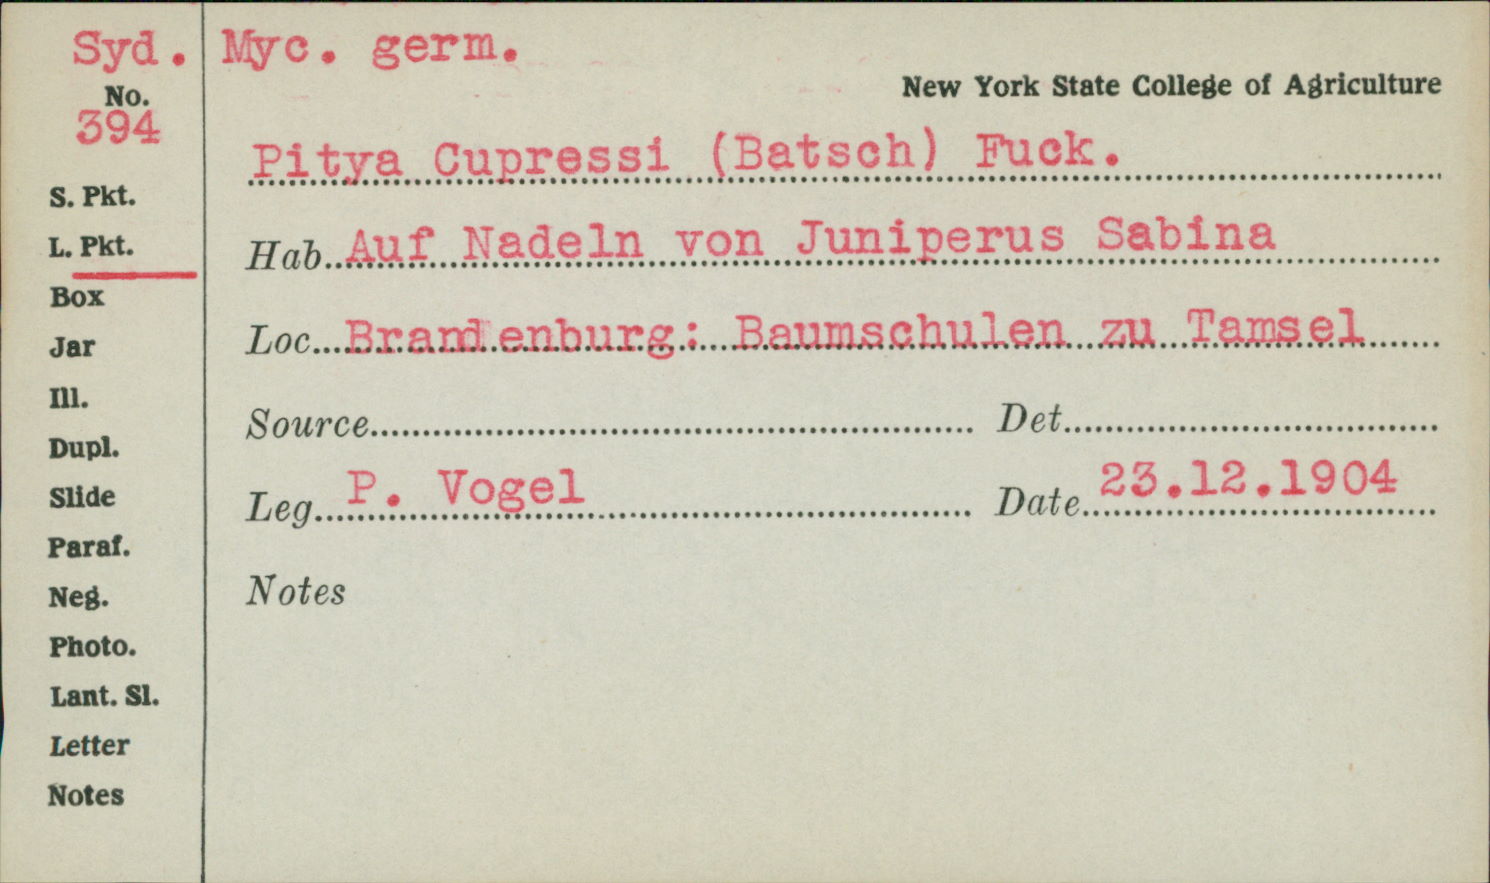 Syd. Myc. germ.
New York State College of Agriculture
No.
394
Pitya Cupressi (Batsch) Fuck.
S. Pkt.
L. Pkt.
Hab. Auf Nadeln von Juniperus Sabina
Box
Jar
Loc. Brandenburg: Baumschulen zu Tamsel
Ill.
Source Det.
Dupl.
Slide
Leg. P. Vogel Date 23.12.1904
Paraf.
Neg.
Notes
Photo.
Lant. Sl.
Letter
Notes